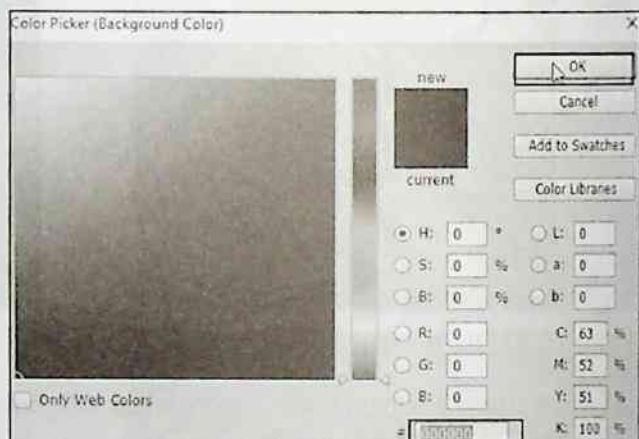 Color Picker (Background Color) X
OK
new
Cancel
Add to Swatches
current
Color Libraries
H: 0 ° L: 0
S: 0 % a: 0
B: 0 % b: 0
R: 0 C: 63 %
G: 0 M: 52 %
B: 0 Y: 51 %
Only Web Colors
# 000000 K: 100 %